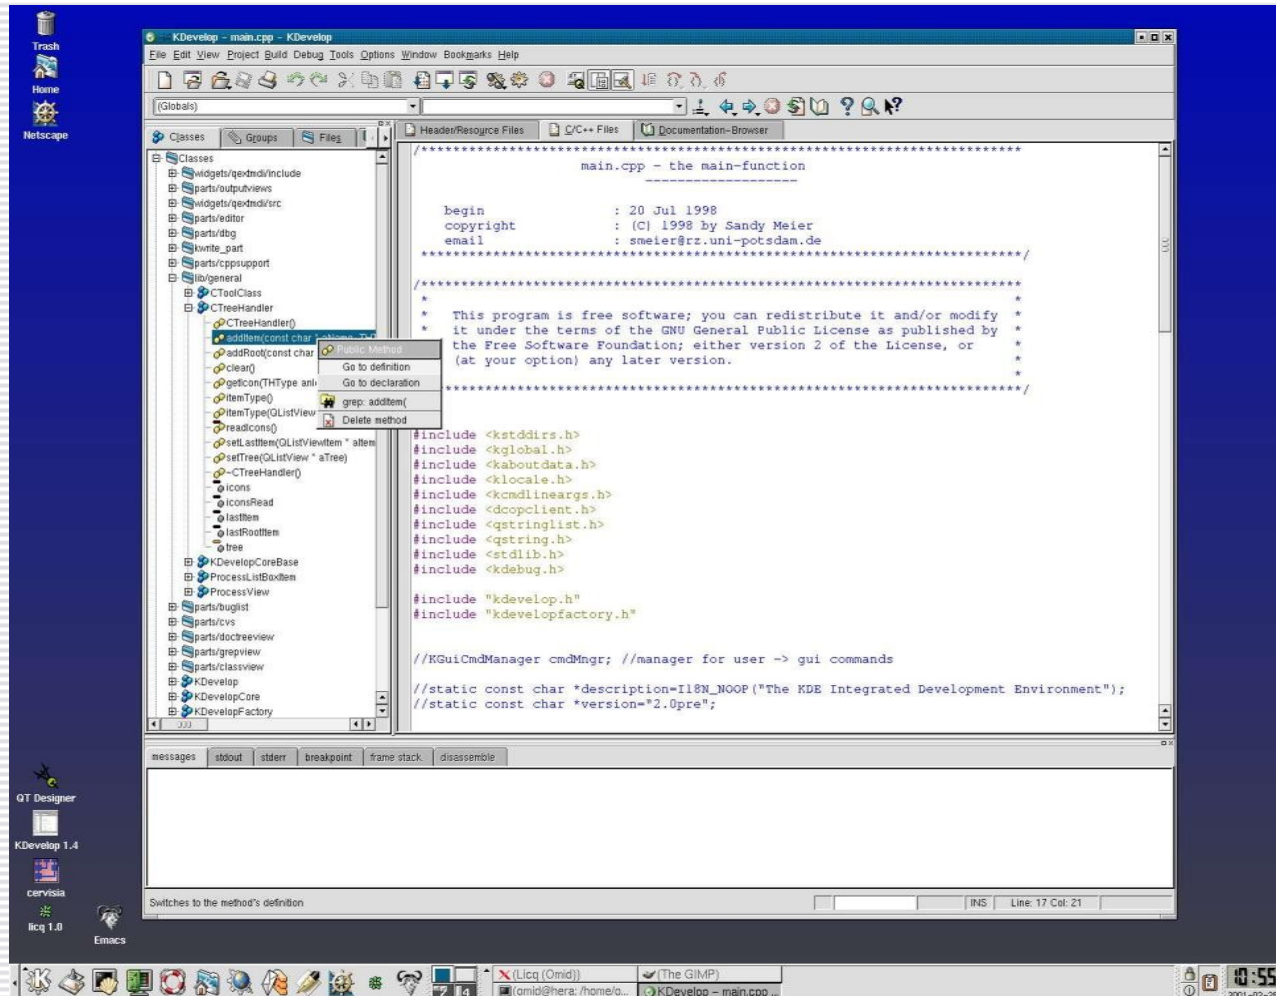 Trash
Home
Netscape
QT Designer
KDevelop 1.4
cervisia
licq 1.0
Emacs
KDevelop - main.cpp - KDevelop
File Edit View Project Build Debug Tools Options Window Bookmarks Help
(Globals)
Classes Groups Files
Header/Resource Files C/C++ Files Documentation-Browser
Classes
widgets/qextmdi/include
parts/outputviews
widgets/qextmdi/src
parts/editor
parts/dbg
kwrite_part
parts/cppsupport
lib/general
CToolClass
CTreeHandler
CTreeHandler()
addItem(const char * aName, TH
addRoot(const char
clear()
getIcon(THType
itemType()
itemType(QListView
readIcons()
setLastItem(QListViewItem * aItem
setTree(QListView * aTree)
~CTreeHandler()
icons
iconsRead
lastItem
lastRootItem
tree
KDevelopCoreBase
ProcessListBoxItem
ProcessView
parts/buglist
parts/cvs
parts/doctreeview
parts/grepview
parts/classview
KDevelop
KDevelopCore
KDevelopFactory
Public Method
Go to definition
Go to declaration
grep: addItem(
Delete method
/***************************************************************************
main.cpp - the main-function
-------------------
begin : 20 Jul 1998
copyright : (C) 1998 by Sandy Meier
email : smeier@rz.uni-potsdam.de
***************************************************************************/
/***************************************************************************
* *
* This program is free software; you can redistribute it and/or modify *
* it under the terms of the GNU General Public License as published by *
the Free Software Foundation; either version 2 of the License, or *
(at your option) any later version. *
*
***************************************************************************/
#include <kstddirs.h>
#include <kglobal.h>
#include <kaboutdata.h>
#include <klocale.h>
#include <kcmdlineargs.h>
#include <dcopclient.h>
#include <qstringlist.h>
#include <qstring.h>
#include <stdlib.h>
#include <kdebug.h>
#include "kdevelop.h"
#include "kdevelopfactory.h"
//KGuiCmdManager cmdMngr; //manager for user -> gui commands
//static const char *description=I18N_NOOP("The KDE Integrated Development Environment");
//static const char *version="2.0pre";
messages stdout stderr breakpoint frame stack disassemble
Switches to the method's definition
INS Line: 17 Col: 21
(Licq (Omid)) (The GIMP)
(omid@hera: /home/o... KDevelop - main.cpp ...
2 4
10:55